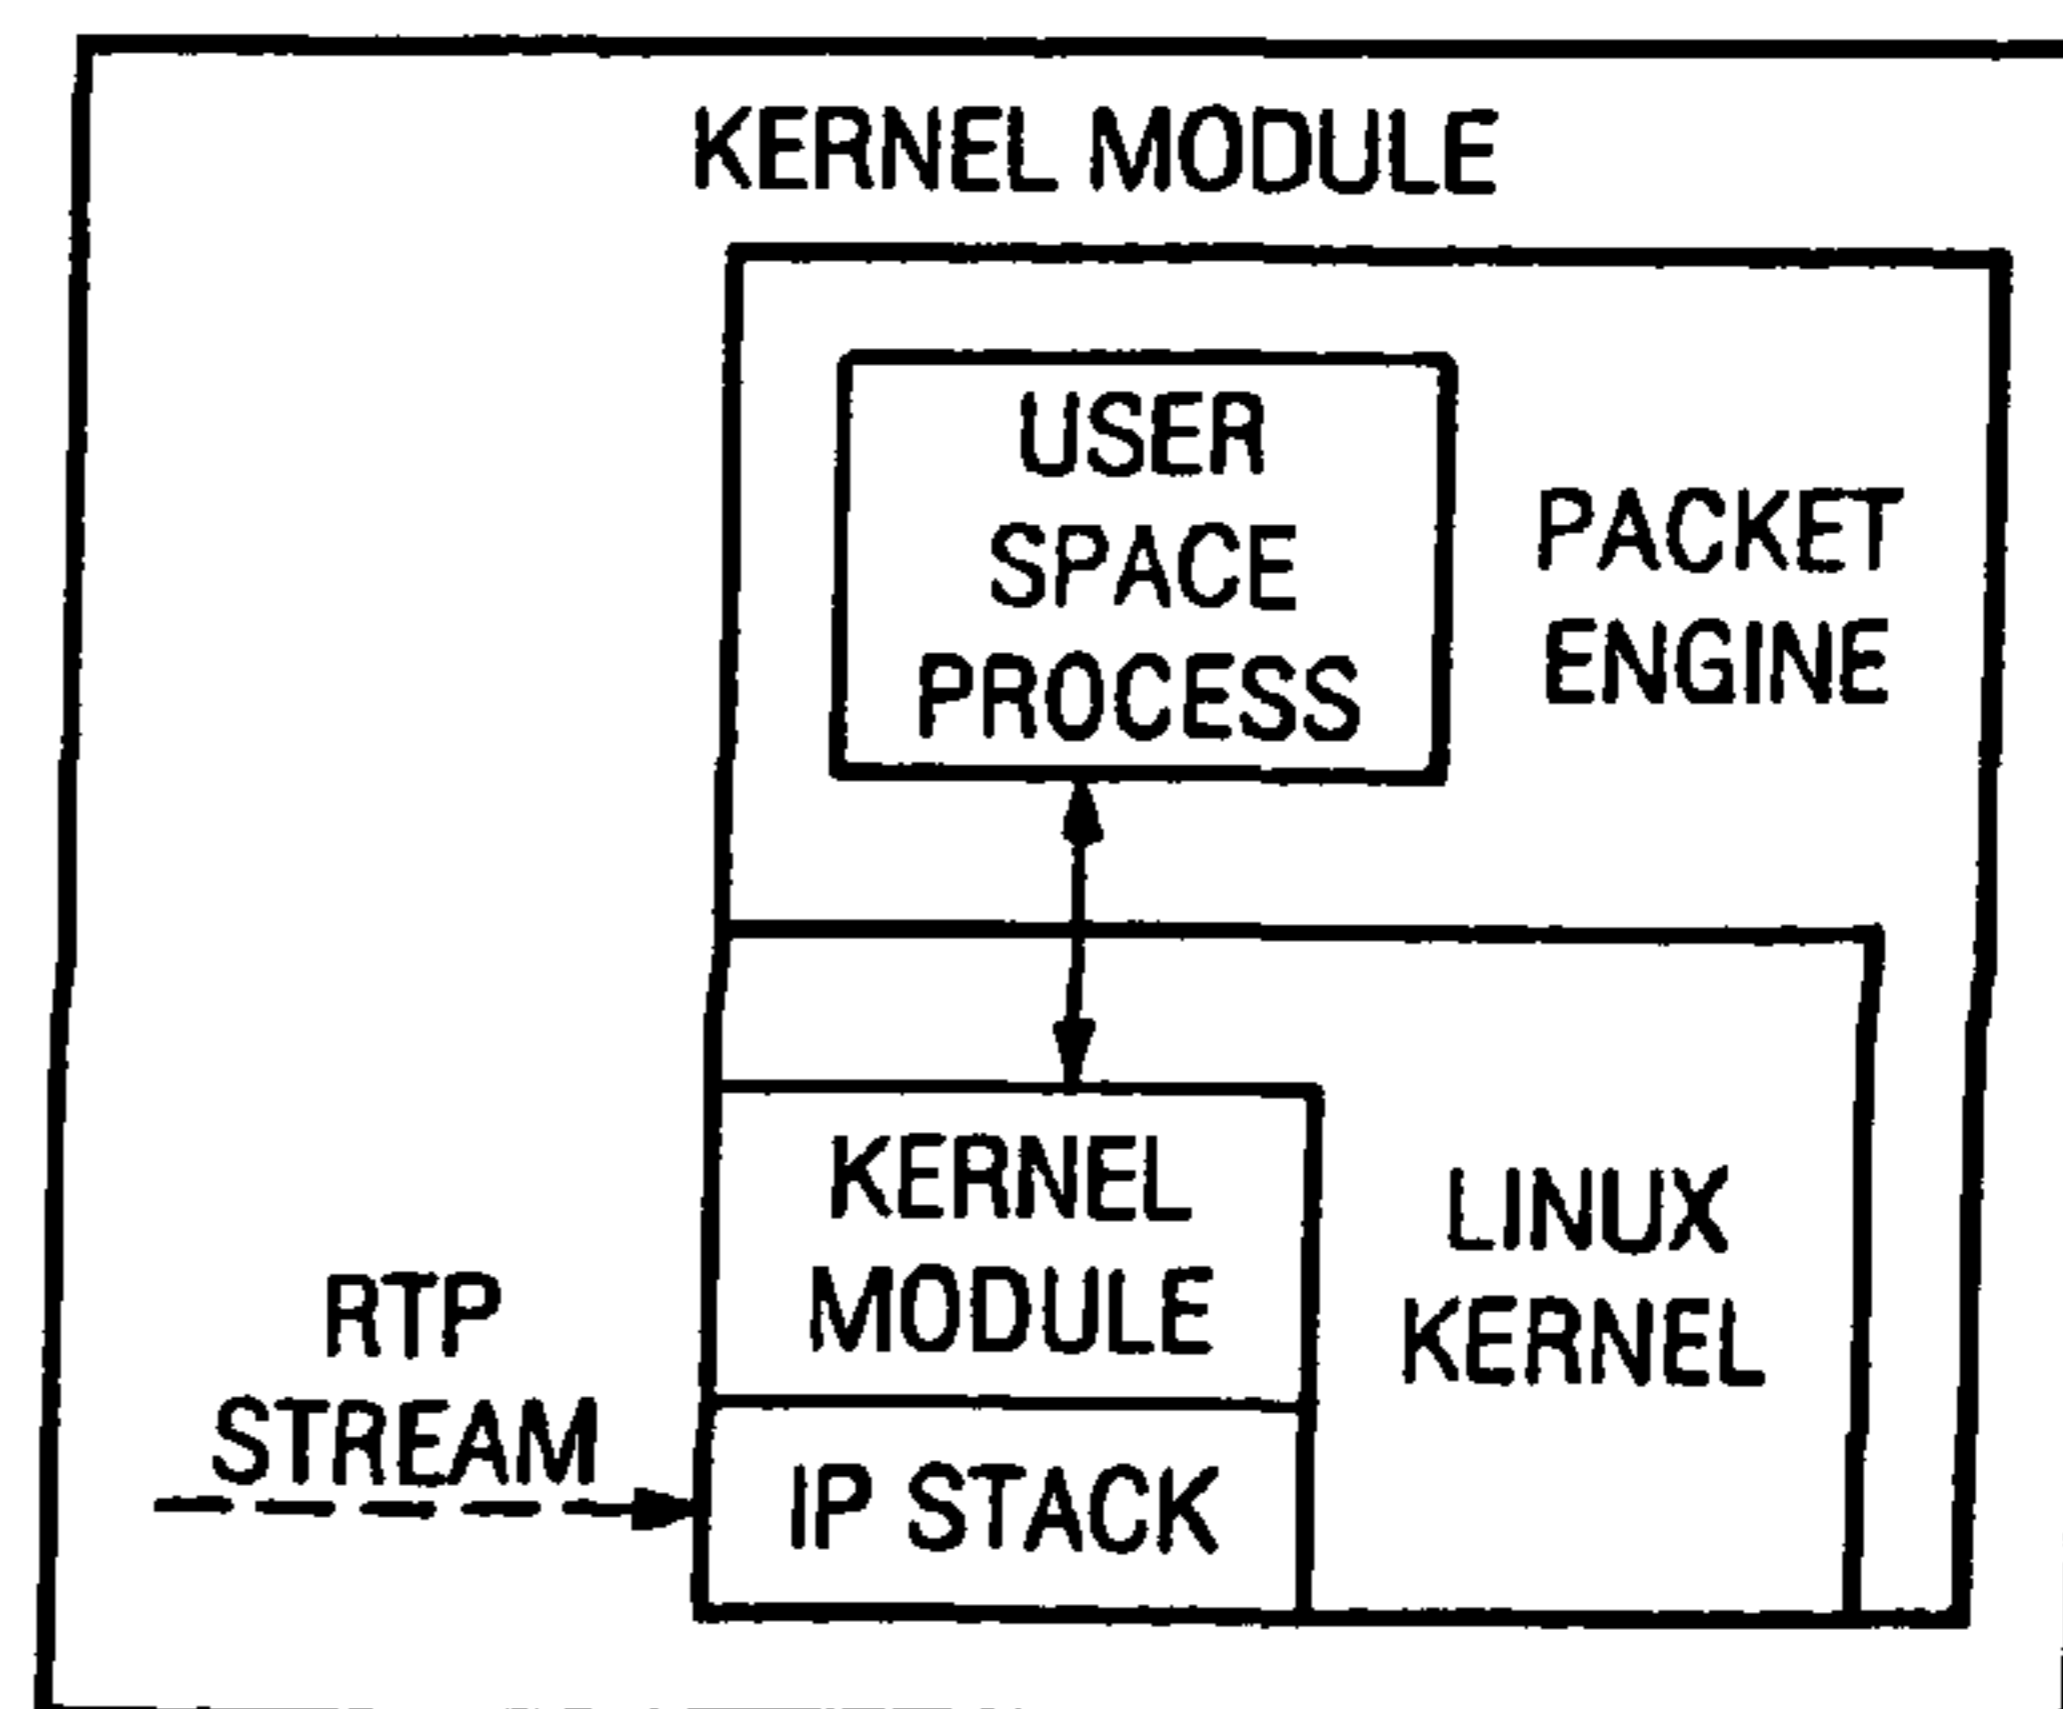 KERNEL MODULE
USER
SPACE
PROCESS
PACKET
ENGINE
KERNEL
MODULE
LINUX
KERNEL
RTP
STREAM
IP STACK